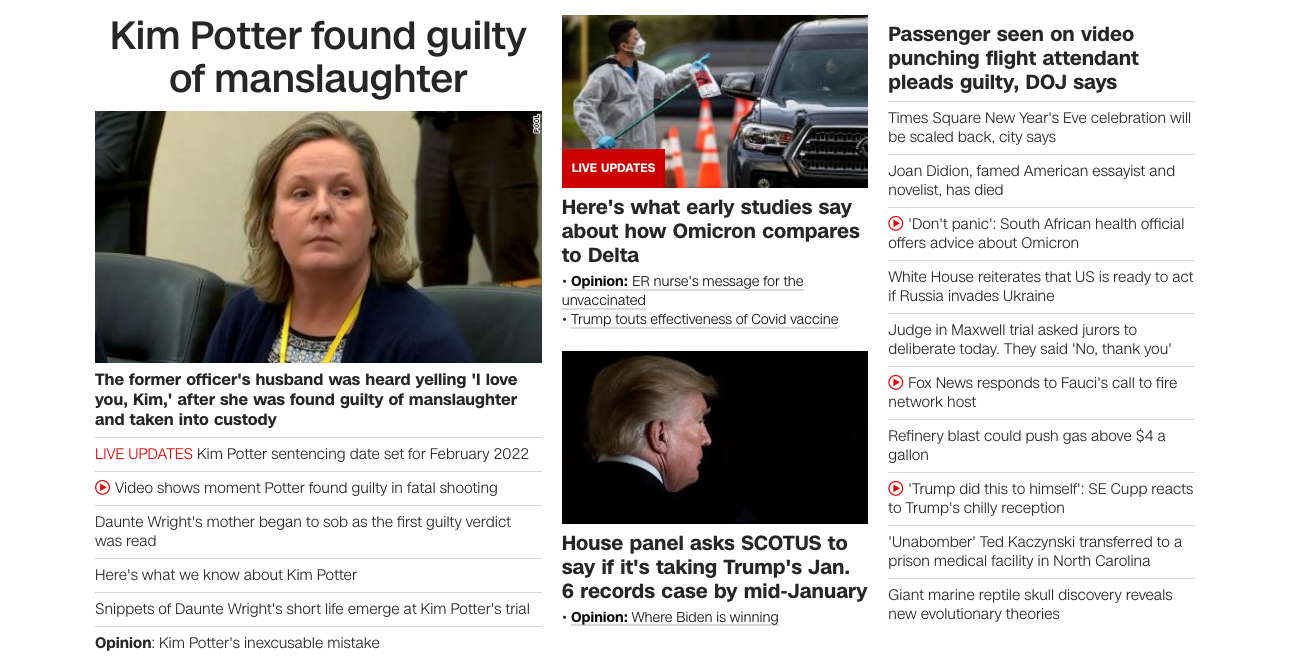 Kim Potter found guilty
of manslaughter
POOL
The former officer's husband was heard yelling 'I love
you, Kim,' after she was found guilty of manslaughter
and taken into custody
LIVE UPDATES Kim Potter sentencing date set for February 2022
Video shows moment Potter found guilty in fatal shooting
Daunte Wright's mother began to sob as the first guilty verdict
was read
Here's what we know about Kim Potter
Snippets of Daunte Wright's short life emerge at Kim Potter's trial
Opinion: Kim Potter's inexcusable mistake
LIVE UPDATES
Here's what early studies say
about how Omicron compares
to Delta
• Opinion: ER nurse's message for the
unvaccinated
• Trump touts effectiveness of Covid vaccine
House panel asks SCOTUS to
say if it's taking Trump's Jan.
6 records case by mid-January
• Opinion: Where Biden is winning
Passenger seen on video
punching flight attendant
pleads guilty, DOJ says
Times Square New Year's Eve celebration will
be scaled back, city says
Joan Didion, famed American essayist and
novelist, has died
'Don't panic': South African health official
offers advice about Omicron
White House reiterates that US is ready to act
if Russia invades Ukraine
Judge in Maxwell trial asked jurors to
deliberate today. They said 'No, thank you'
Fox News responds to Fauci's call to fire
network host
Refinery blast could push gas above $4 a
gallon
'Trump did this to himself': SE Cupp reacts
to Trump's chilly reception
'Unabomber' Ted Kaczynski transferred to a
prison medical facility in North Carolina
Giant marine reptile skull discovery reveals
new evolutionary theories